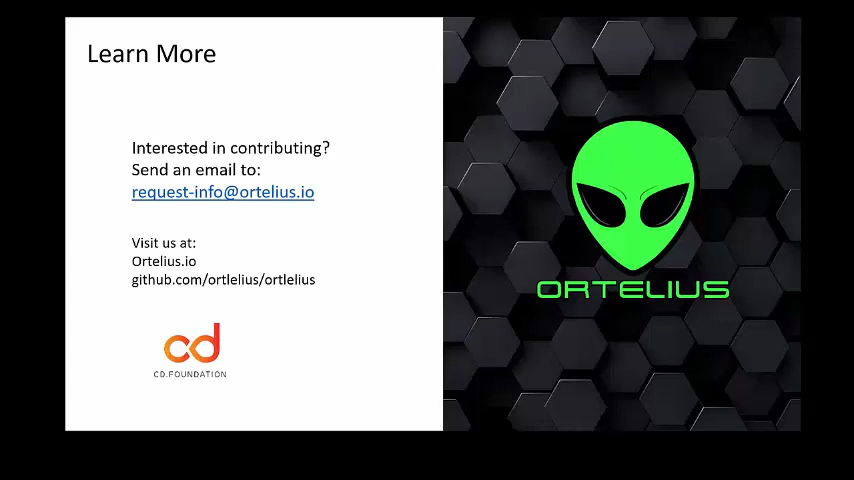 Learn More
Interested in contributing?
Send an email to:
request-info@ortelius.io
Visit us at:
Ortelius.io
github.com/ortlelius/ortlelius
cd
CD.FOUNDATION
ORTELIUS